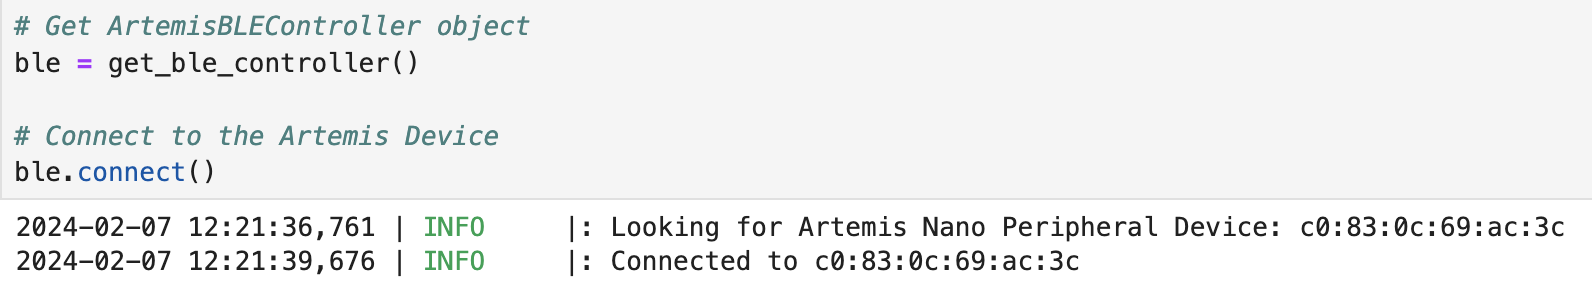 # Get ArtemisBLEController object
ble = get_ble_controller()
# Connect to the Artemis Device
ble.connect()
2024-02-07 12:21:36,761 | INFO     |: Looking for Artemis Nano Peripheral Device: c0:83:0c:69:ac:3c
2024-02-07 12:21:39,676 | INFO     |: Connected to c0:83:0c:69:ac:3c